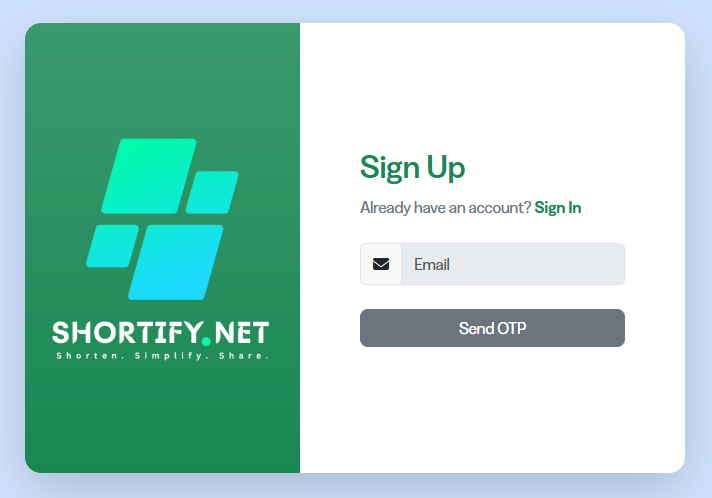 SHORTIFY.NET
Shorten. Simplify. Share.
Sign Up
Already have an account? Sign In
Email
Send OTP